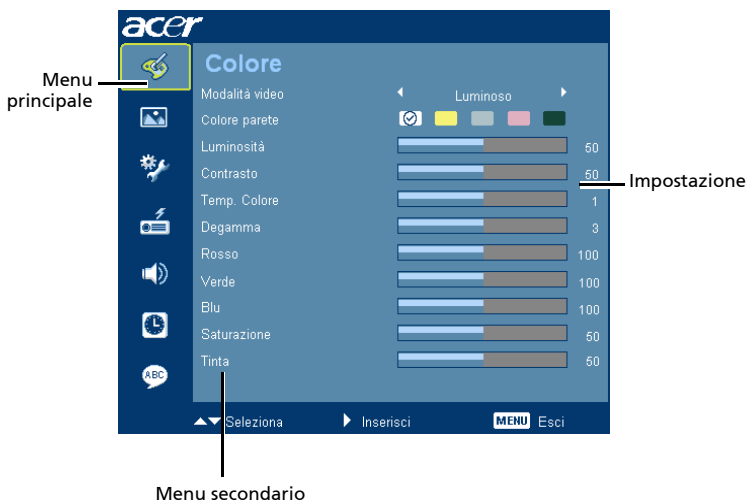 acer
Colore
Menu
principale
Modalità video Luminoso
Colore parete
Luminosità 50
Contrasto 50
Impostazione
Temp. Colore 1
Degamma 3
Rosso 100
Verde 100
Blu 100
Saturazione 50
Tinta 50
ABC
Seleziona Inserisci MENU Esci
Menu secondario